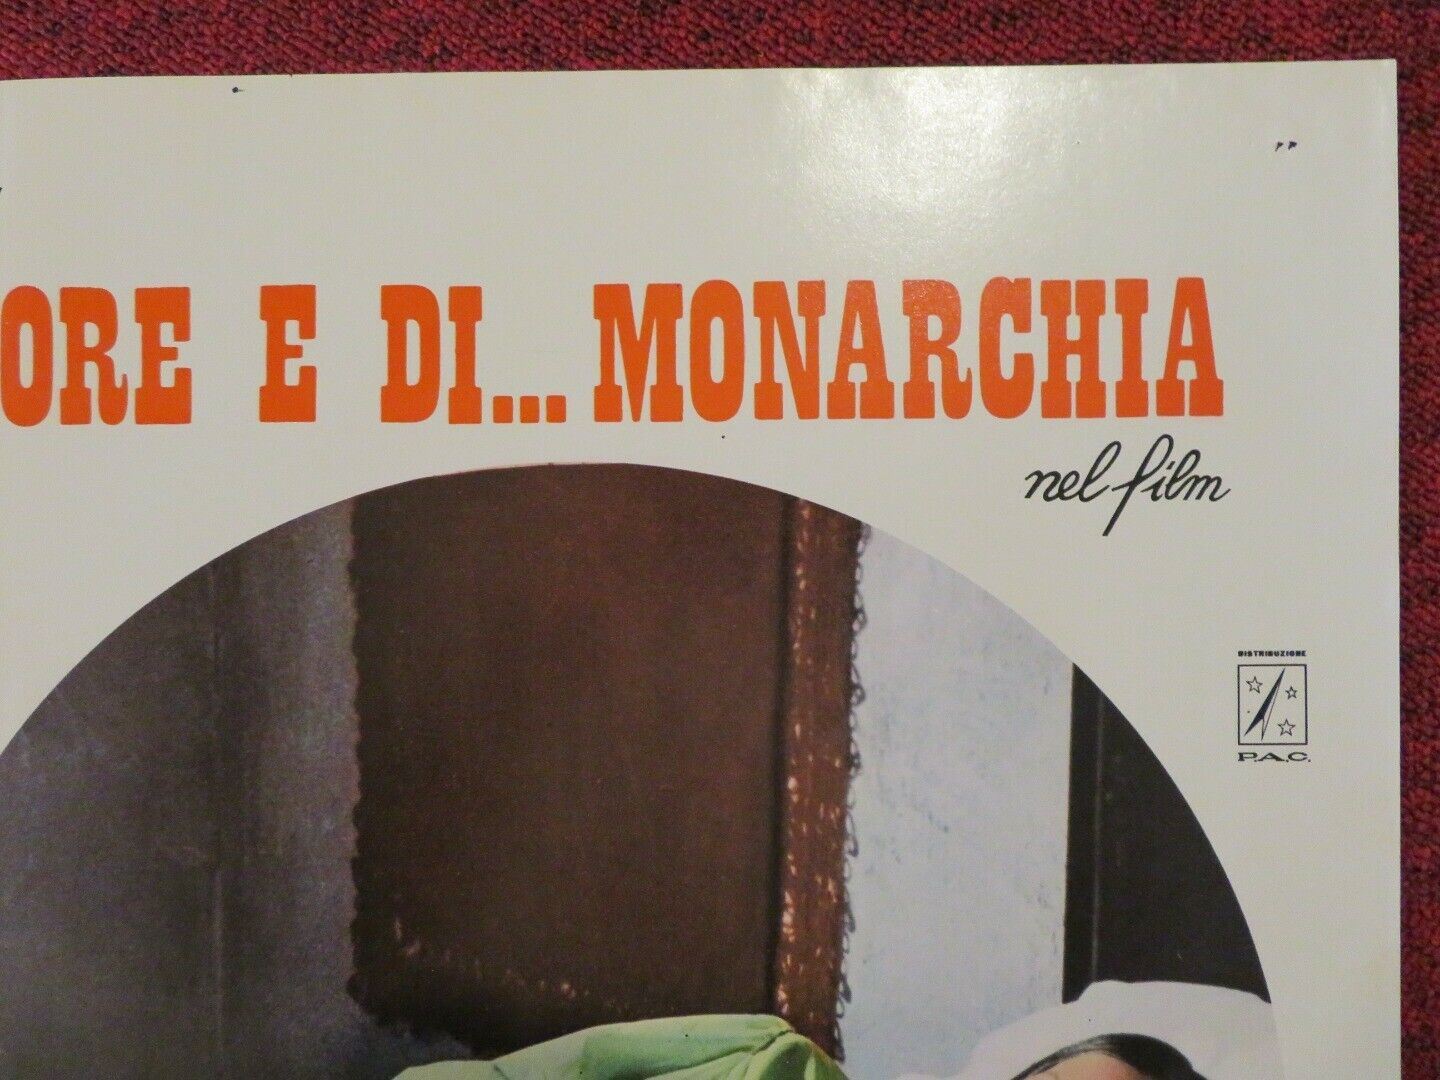 ORE E DI... MONARCHIA
nel film
DISTRIBUZIONE
P.A.C.